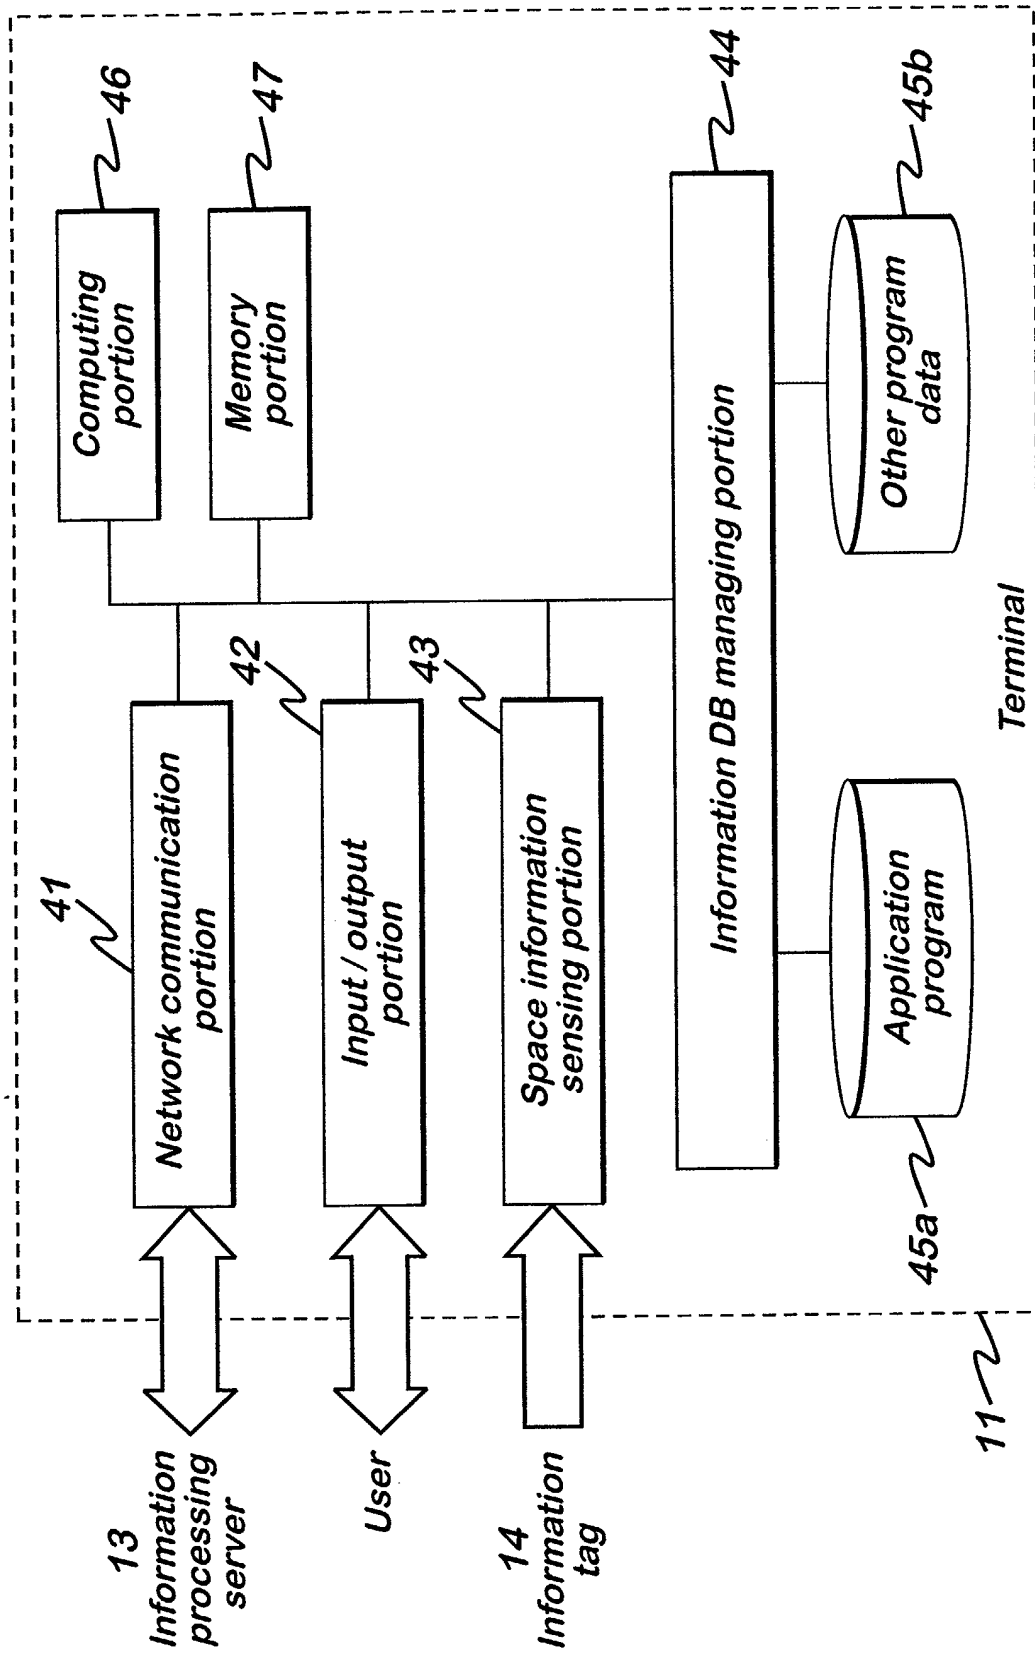 13
Information
processing
server
User
14
Information
tag
11
41
Network communication
portion
42
Input / output
portion
43
Space information
sensing portion
46
Computing
portion
47
Memory
portion
44
Information DB managing portion
45a
Application
program
45b
Other program
data
Terminal